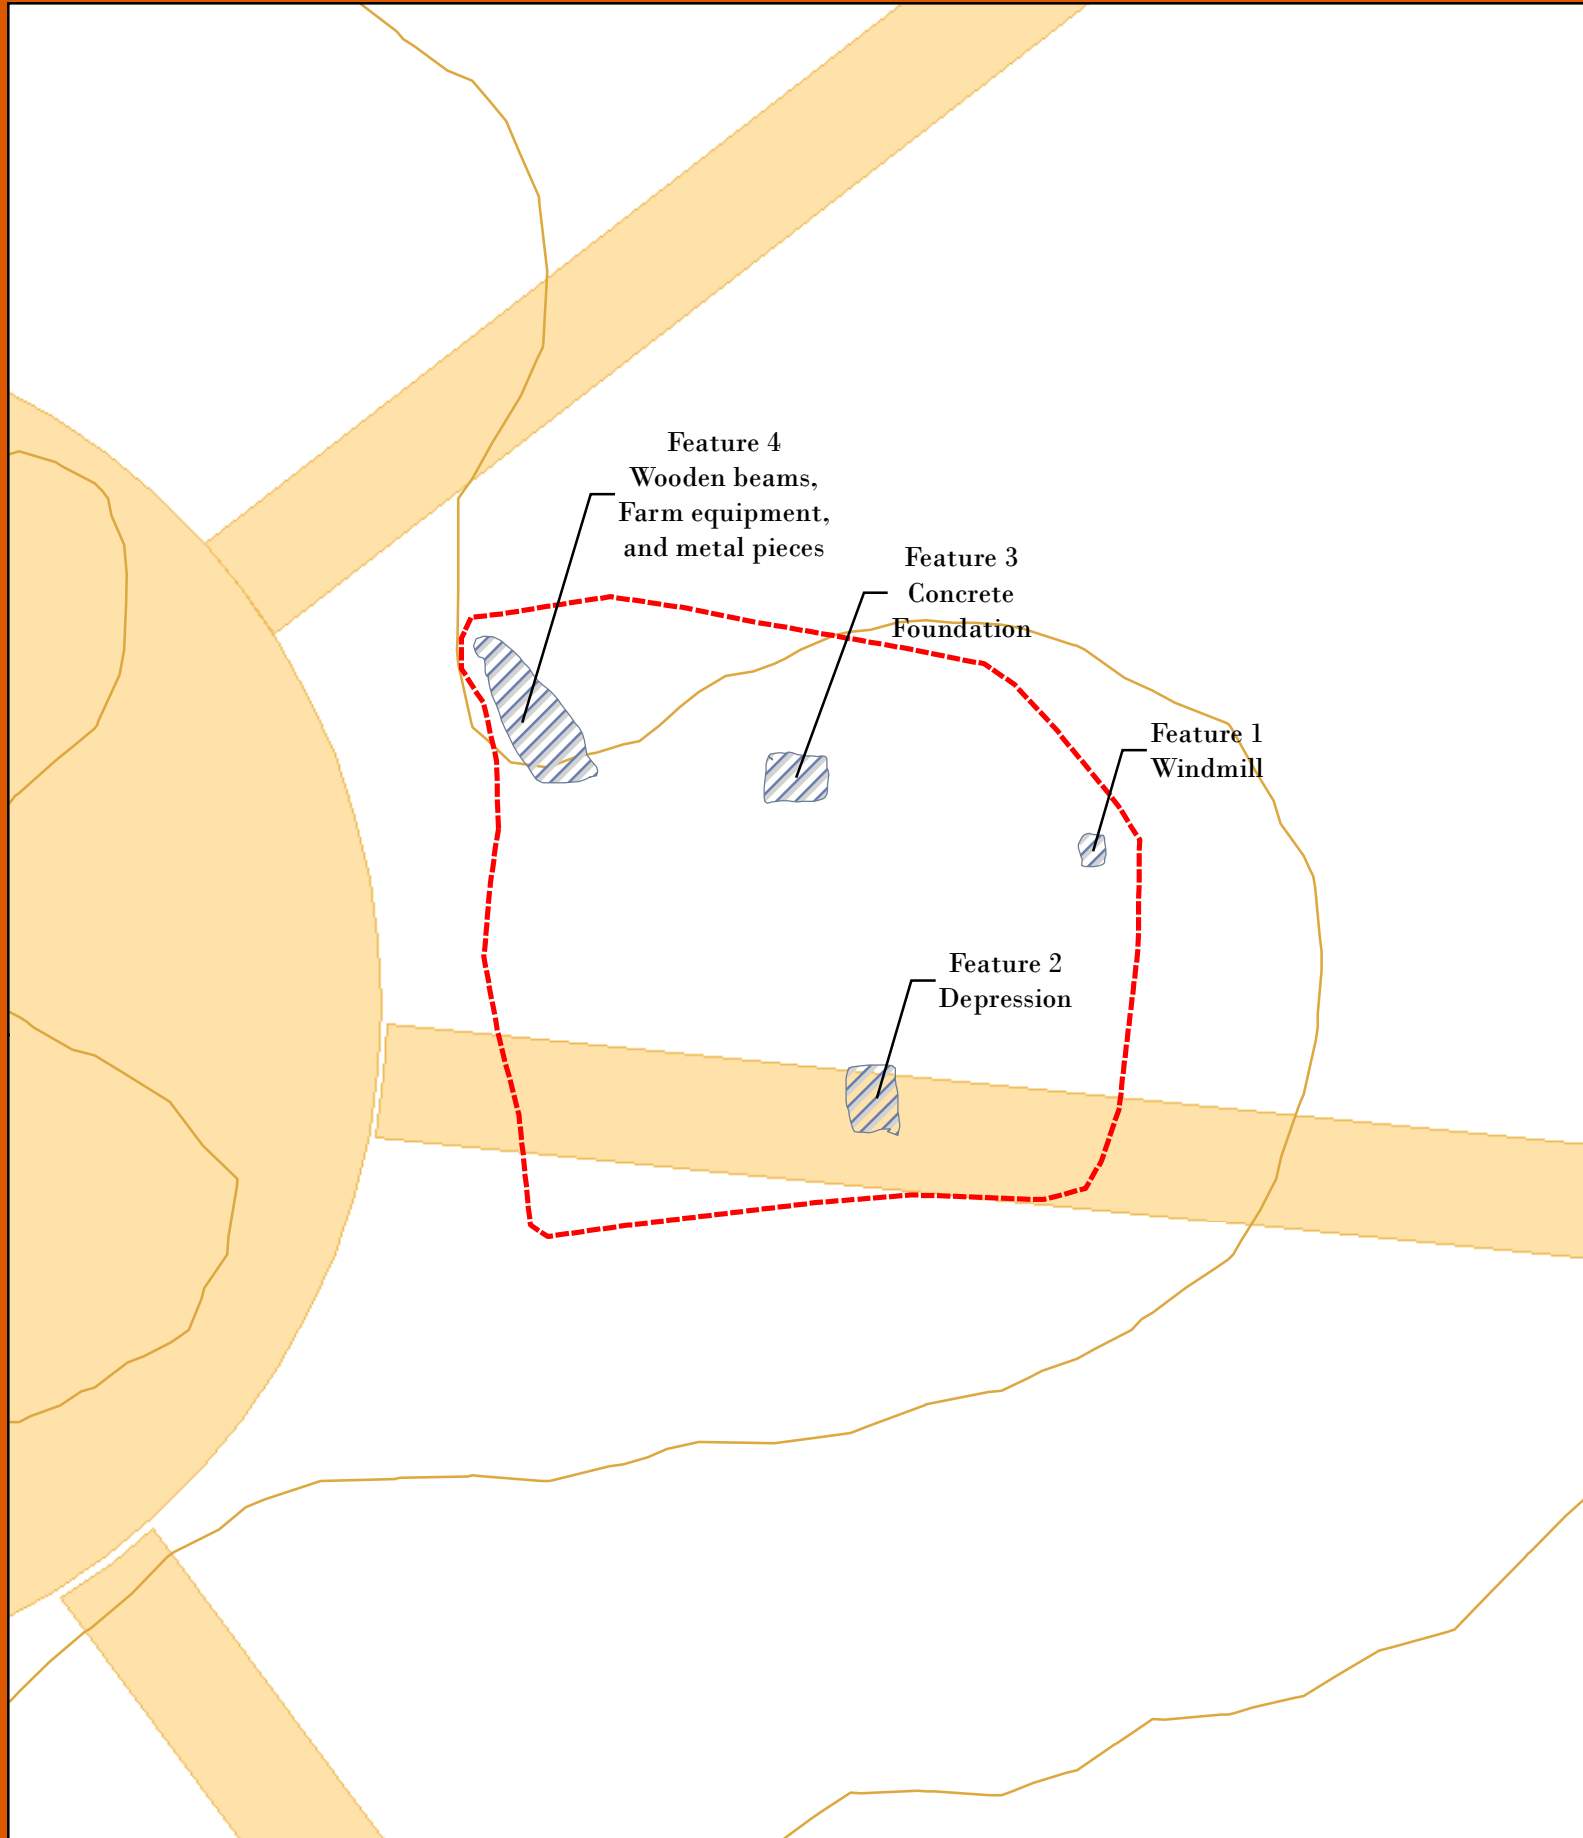 Feature 4
Wooden beams,
Farm equipment,
and metal pieces
Feature 3
Concrete
Foundation
Feature 1
Windmill
Feature 2
Depression